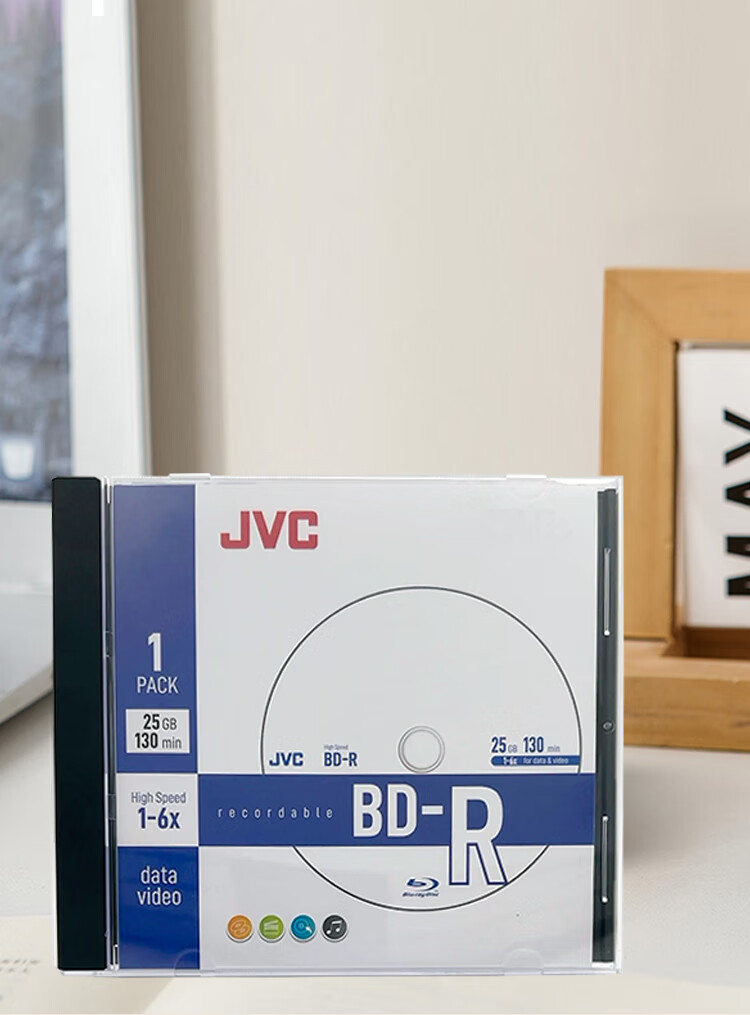 MAX
JVC
1
PACK
25 GB
130 min
JVC
High Speed
BD-R
25 GB 130 min
1-6x for data & video
High Speed
1-6x
recordable
BD-R
data
video
Blu-ray Disc